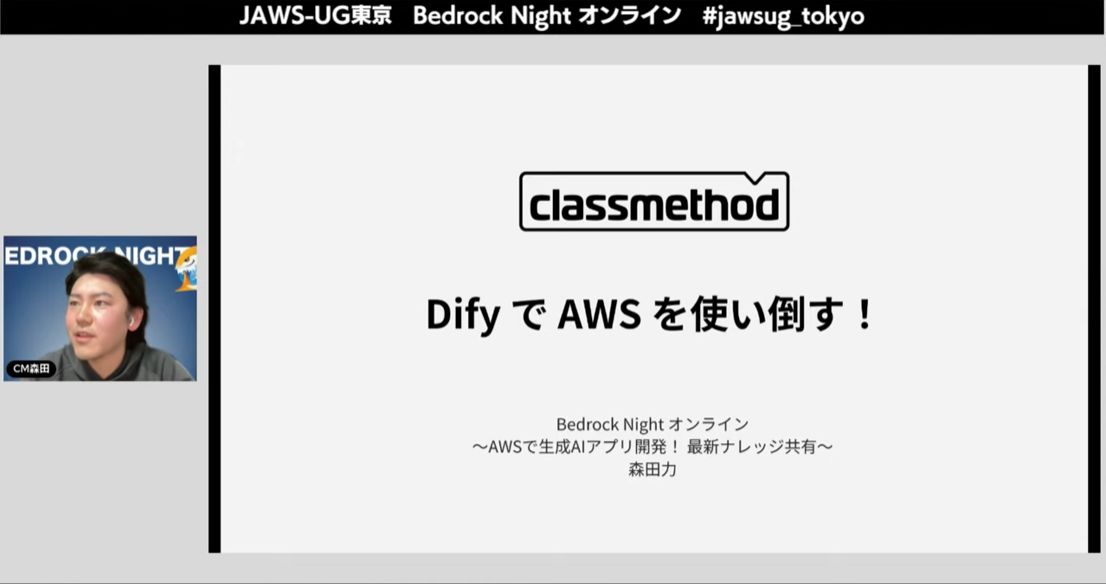 JAWS-UG東京 Bedrock Night オンライン #jawsug_tokyo
classmethod
Dify で AWS を使い倒す！
EDROCK NIGHT
CM森田
Bedrock Night オンライン
～AWSで生成AIアプリ開発！ 最新ナレッジ共有～
森田力